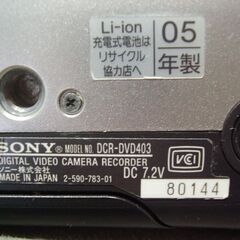 Li-ion
充電式電池は
リサイクル
協力店へ
05
年製
SONY MODEL NO. DCR-DVD403
DIGITAL VIDEO CAMERA RECORDER
ソニー株式会社 DC 7.2V
MADE IN JAPAN 2-590-783-01
VCI
80144